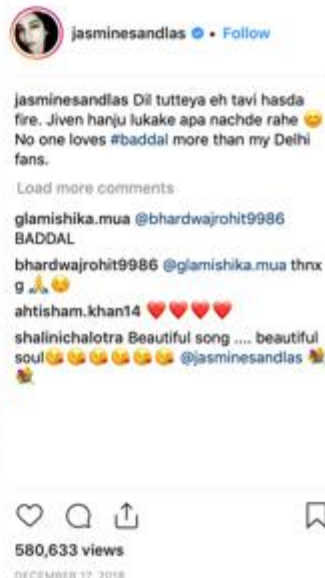 jasminesandlas • Follow
jasminesandlas Dil tutteya eh tavi hasda
fire. Jiven hanju lukake apa nachde rahe 😊
No one loves #baddal more than my Delhi
fans.
Load more comments
glamishika.mua @bhardwajrohit9986
BADDAL
bhardwajrohit9986 @glamishika.mua thnx
g 🙏😊
ahtisham.khan14 ❤️❤️❤️❤️
shalinichalotra Beautiful song .... beautiful
soul😘😘😘😘😘😘 @jasminesandlas 💐
💐
580,633 views
DECEMBER 17, 2018